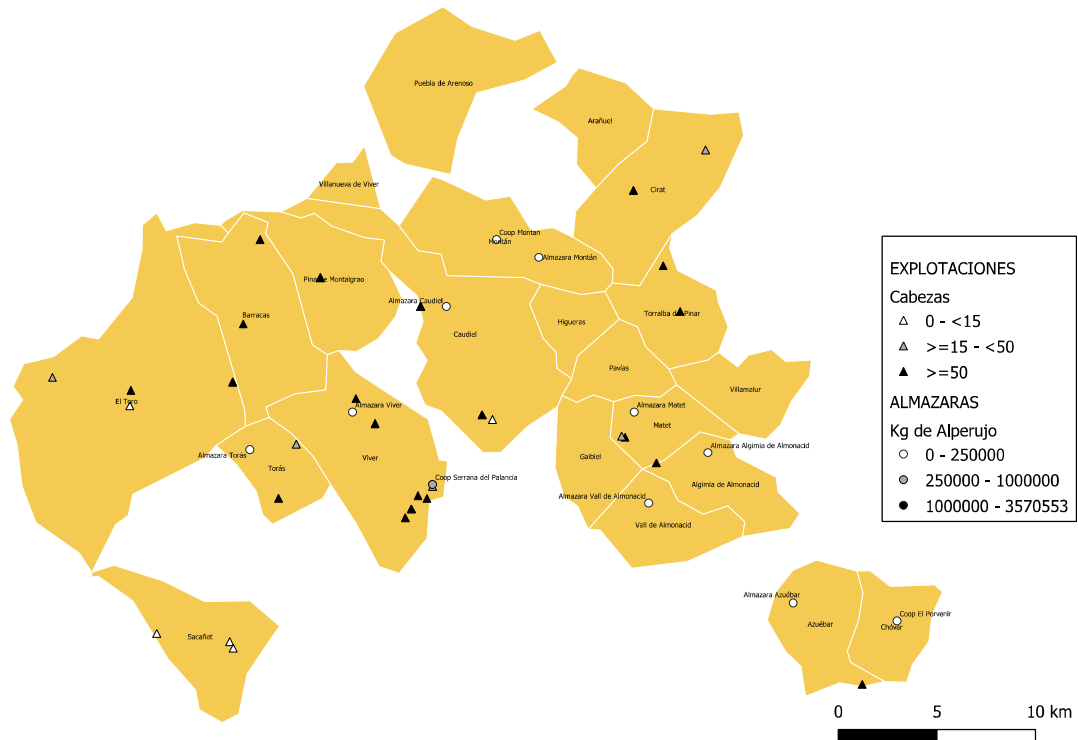 Puebla de Arenoso
Arañuel
Villanueva de Viver
Cirat
Coop Montan
Montán
Almazara Montán
Pina de Montalgrao
Almazara Caudiel
Barracas
Caudiel
Higueras
Torralba del Pinar
Pavías
Villamalur
El Toro
Almazara Viver
Almazara Matet
Matet
Almazara Algimia de Almonacid
Almazara Torás
Torás
Viver
Gaibiel
Coop Serrana del Palancia
Algimia de Almonacid
Almazara Vall de Almonacid
Vall de Almonacid
Almazara Azuébar
Coop El Porvenir
Azuébar
Chóvar
Sacañet
EXPLOTACIONES
Cabezas
0 - <15
>=15 - <50
>=50
ALMAZARAS
Kg de Alperujo
0 - 250000
250000 - 1000000
1000000 - 3570553
0 5 10 km